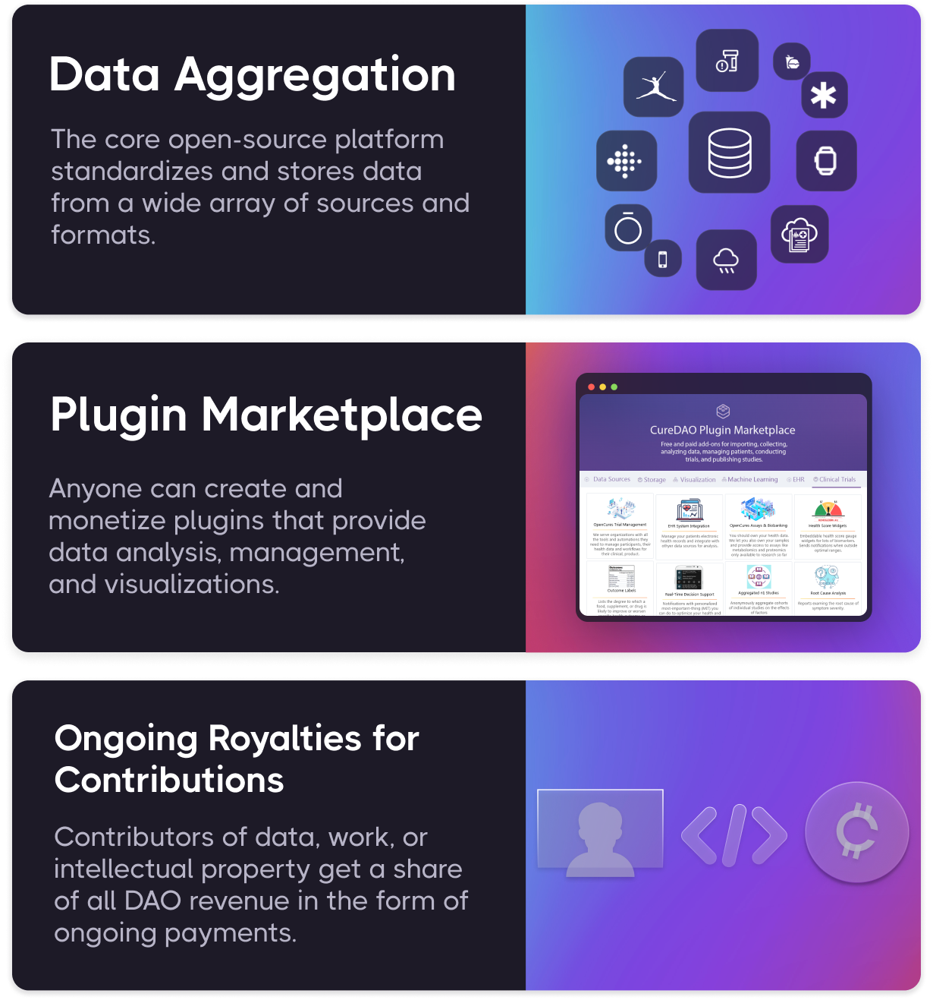 Data Aggregation
The core open-source platform
standardizes and stores data
from a wide array of sources and
formats.
Plugin Marketplace
Anyone can create and
monetize plugins that provide
data analysis, management,
and visualizations.
CureDAO Plugin Marketplace
Free and paid add-ons for importing, collecting,
analyzing data, managing patients, conducting
trials, and publishing studies.
Data Sources Storage Visualization Machine Learning EHR Clinical Trials
OpenCures Trial Management
We serve organizations with all
the tools and automations they
need to manage participants, their
health data and workflows for
their clinical, product.
EHR System Integration
Manage your patients electronic
health records and integrate with
other data sources for analysis.
OpenCures Assays & Biobanking
You should own your health data.
We let you also own your samples
and provide access to assays like
metabolomics and proteomics
only available to research so far
Health Score Widgets
Embeddable health score gauge
widgets for lots of biomarkers.
Sends notifications when outside
optimal ranges.
Outcome Labels
Lists the degree to which a
food, supplement, or drug is
likely to improve or worsen
Real-Time Decision Support
Notifications with personalized
most-important-thing (MIT) you
can do to optimize your health and
Aggregated n1 Studies
Anonymously aggregate cohorts
of individual studies on the effects
of factors
Root Cause Analysis
Reports examing the root cause of
symptom severity.
Ongoing Royalties for
Contributions
Contributors of data, work, or
intellectual property get a share
of all DAO revenue in the form of
ongoing payments.